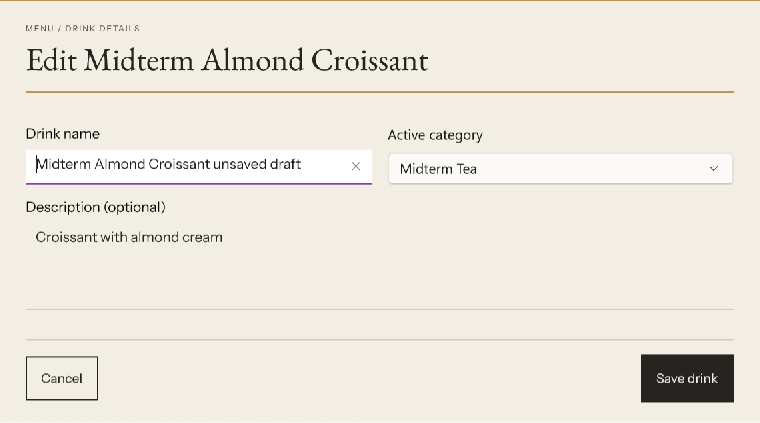 MENU / DRINK DETAILS
Edit Midterm Almond Croissant
Drink name
Active category
Midterm Almond Croissant unsaved draft
Midterm Tea
Description (optional)
Croissant with almond cream
Cancel
Save drink